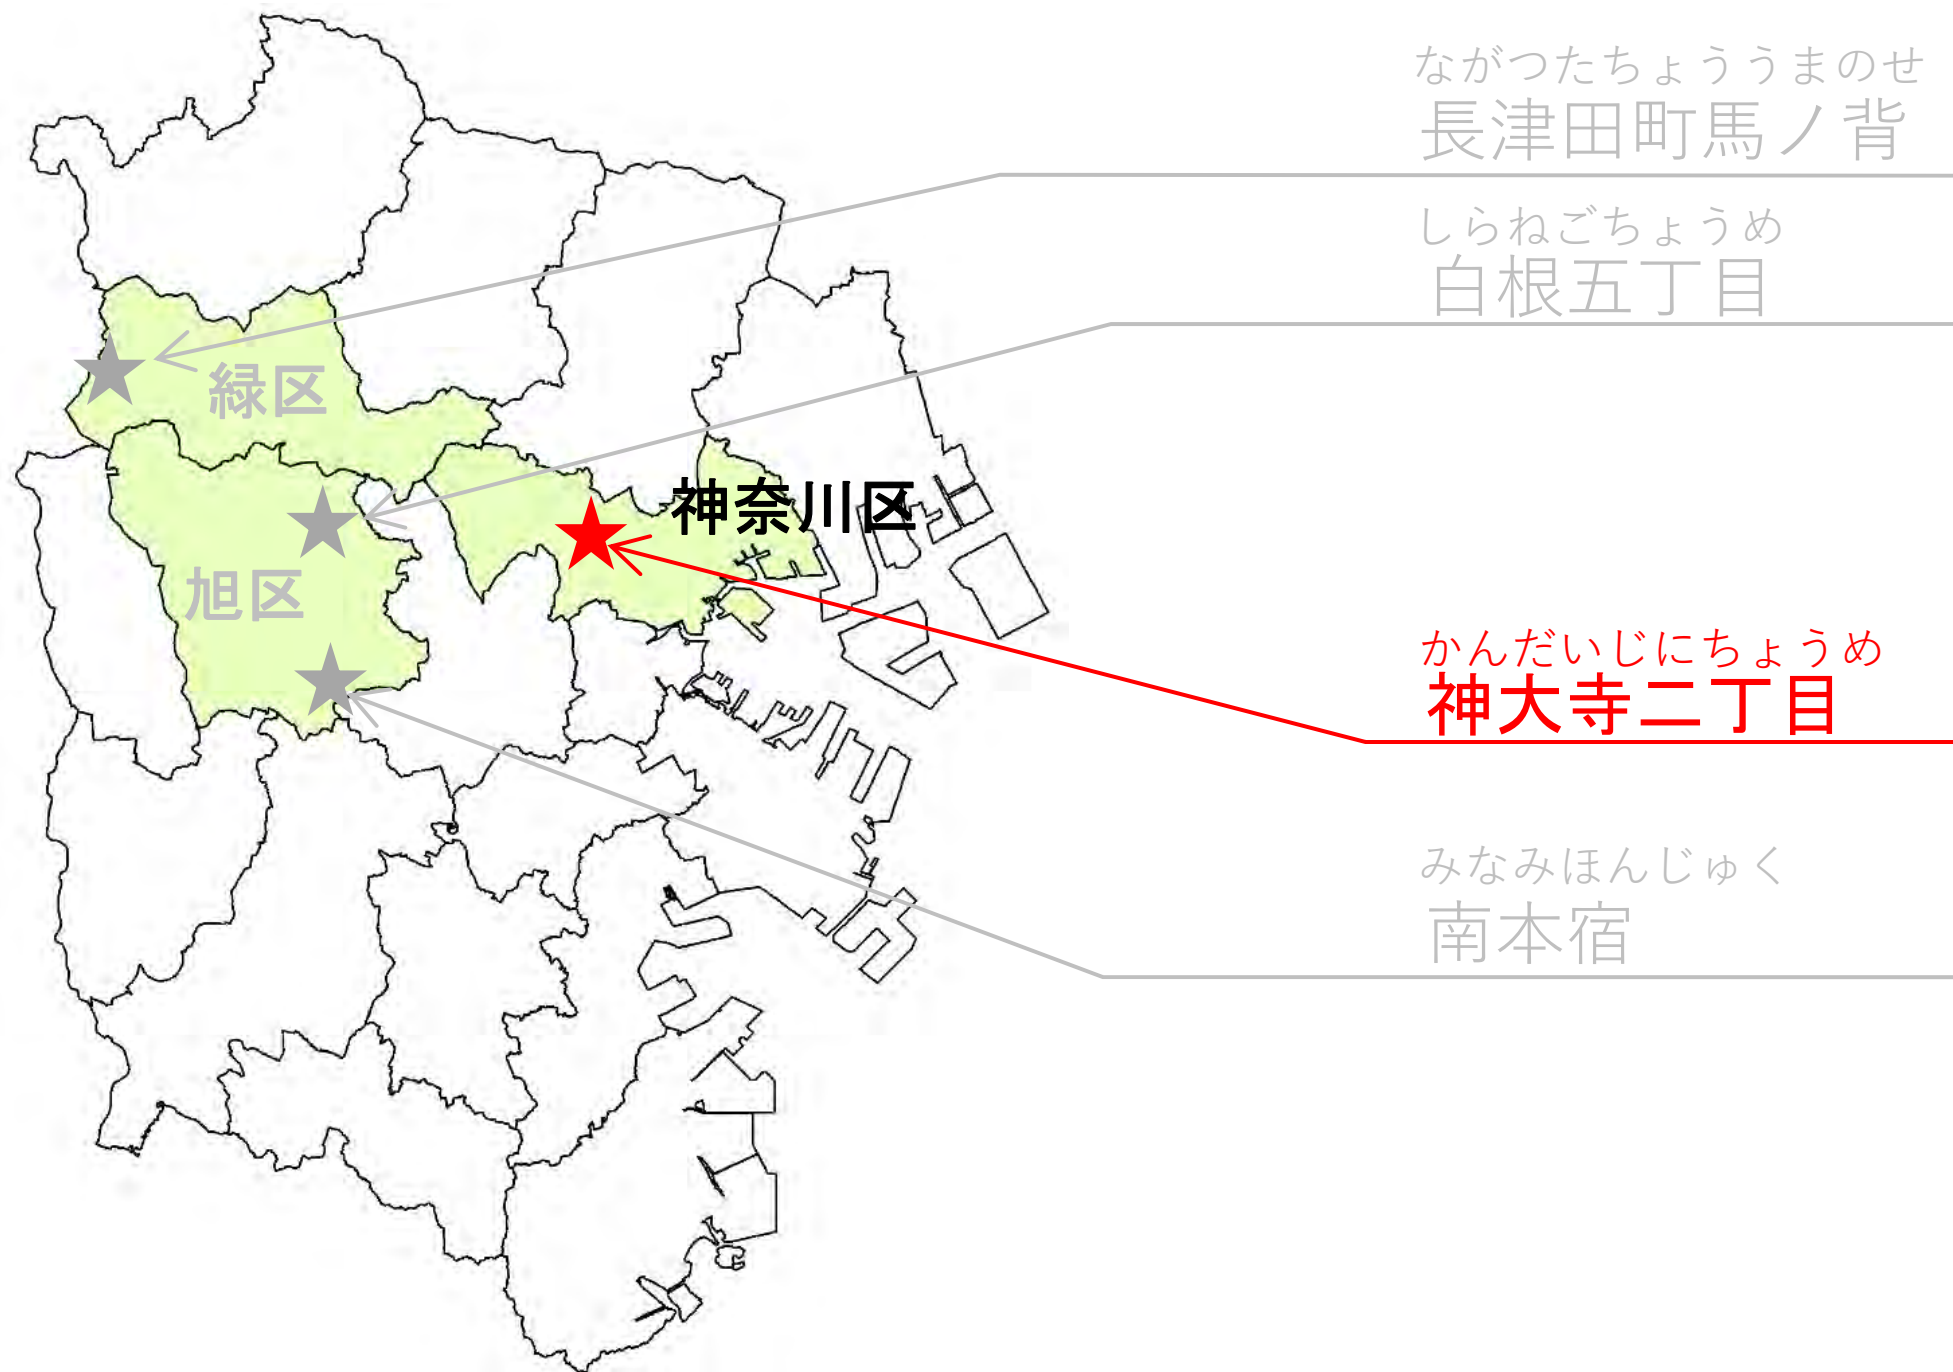 ながつたちょううまのせ
長津田町馬ノ背
しらねごちょうめ
白根五丁目
緑区
神奈川区
旭区
かんだいじにちょうめ
神大寺二丁目
みなみほんじゅく
南本宿